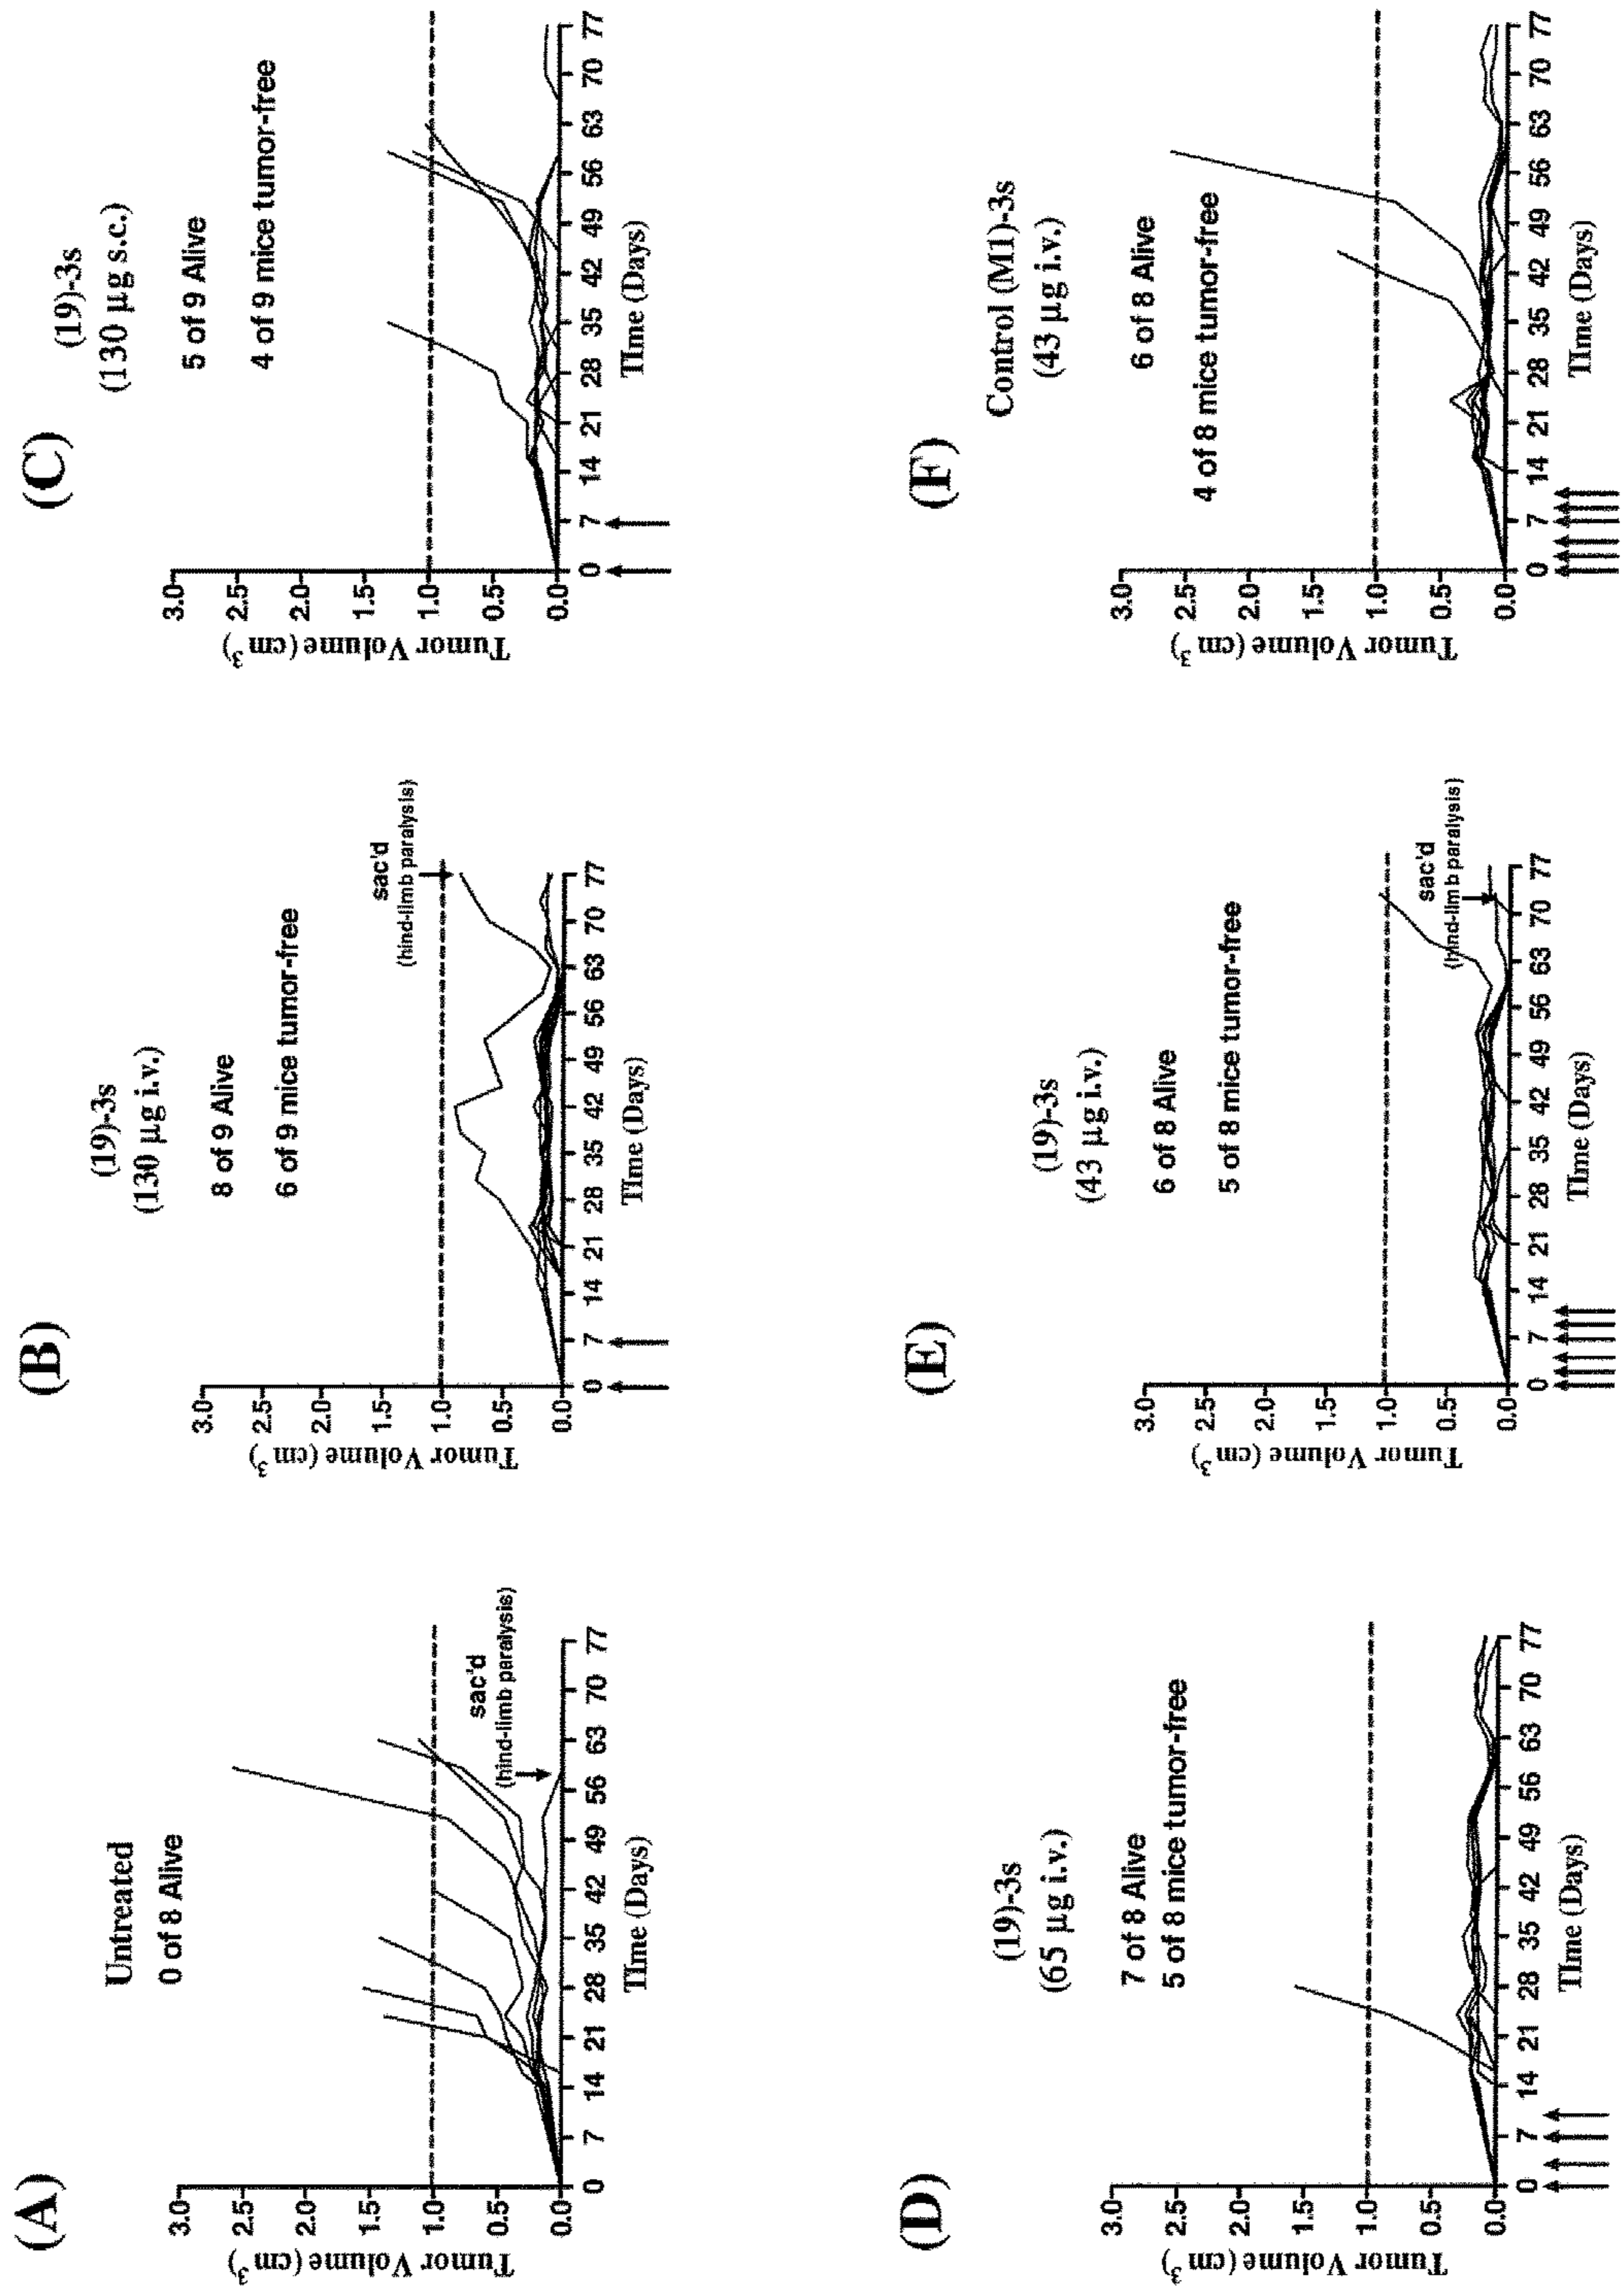 (A)
Untreated
0 of 8 Alive
3.0
2.5
2.0
1.5
1.0
0.5
0.0
Tumor Volume (cm3)
sac'd
(hind-limb paralysis)
0 7 14 21 28 35 42 49 56 63 70 77
TIme (Days)
(B)
(19)-3s
(130 µg i.v.)
8 of 9 Alive
6 of 9 mice tumor-free
3.0
2.5
2.0
1.5
1.0
0.5
0.0
Tumor Volume (cm3)
sac'd
(hind-limb paralysis)
0 7 14 21 28 35 42 49 56 63 70 77
TIme (Days)
(C)
(19)-3s
(130 µg s.c.)
5 of 9 Alive
4 of 9 mice tumor-free
3.0
2.5
2.0
1.5
1.0
0.5
0.0
Tumor Volume (cm3)
0 7 14 21 28 35 42 49 56 63 70 77
TIme (Days)
(D)
(19)-3s
(65 µg i.v.)
7 of 8 Alive
5 of 8 mice tumor-free
3.0
2.5
2.0
1.5
1.0
0.5
0.0
Tumor Volume (cm3)
0 7 14 21 28 35 42 49 56 63 70 77
TIme (Days)
(E)
(19)-3s
(43 µg i.v.)
6 of 8 Alive
5 of 8 mice tumor-free
3.0
2.5
2.0
1.5
1.0
0.5
0.0
Tumor Volume (cm3)
sac'd
(hind-limb paralysis)
0 7 14 21 28 35 42 49 56 63 70 77
TIme (Days)
(F)
Control (M1)-3s
(43 µg i.v.)
6 of 8 Alive
4 of 8 mice tumor-free
3.0
2.5
2.0
1.5
1.0
0.5
0.0
Tumor Volume (cm3)
0 7 14 21 28 35 42 49 56 63 70 77
TIme (Days)